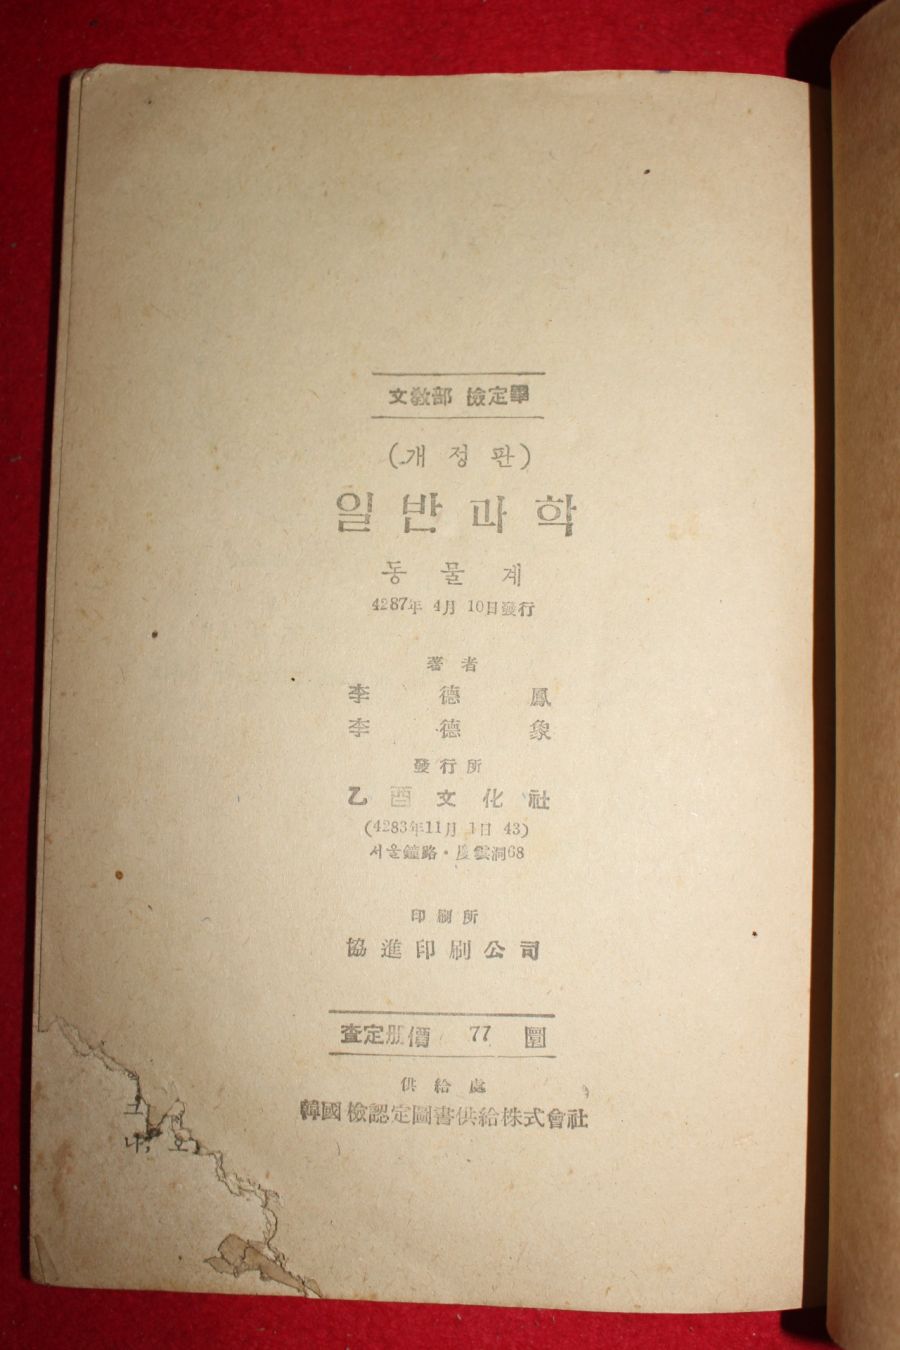 文敎部 檢定畢
(개 정 판)
일 반 과 학
동 물 계
4287年 4月 10日發行
著 者
李 德 鳳
李 德 象
發 行 所
乙 酉 文 化 社
(4283年11月 1日 43)
서울鐘路・慶雲洞68
印 刷 所
協 進 印 刷 公 司
査定册價 77 圜
供 給 處
韓國檢認定圖書供給株式會社